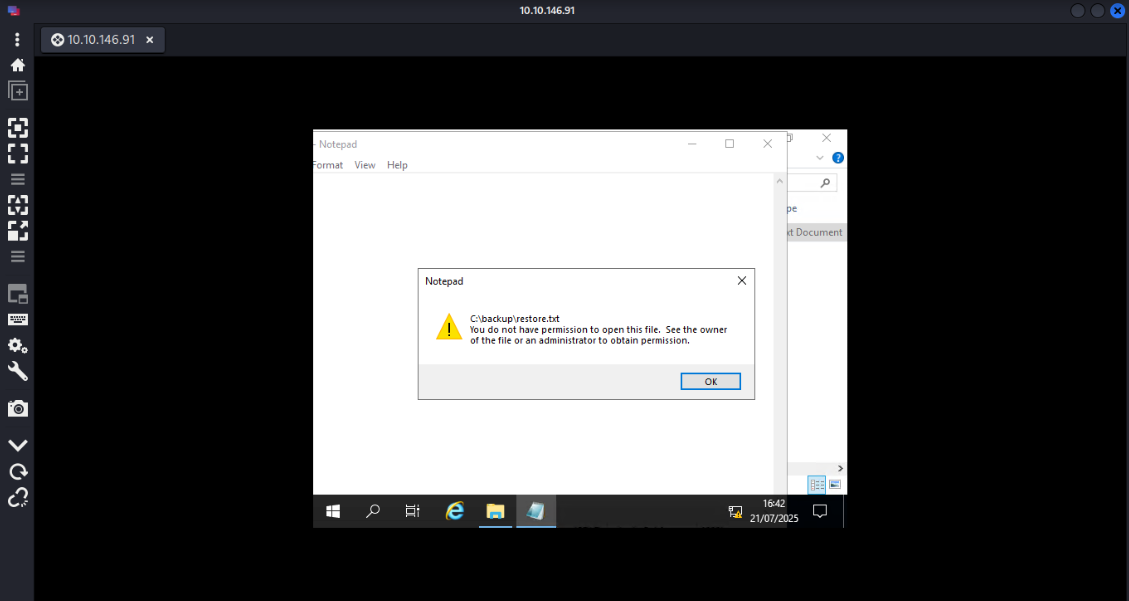 10.10.146.91
10.10.146.91
- Notepad
Format View Help
pe
xt Document
Notepad
C:\backup\restore.txt
You do not have permission to open this file. See the owner
of the file or an administrator to obtain permission.
OK
16:42
21/07/2025